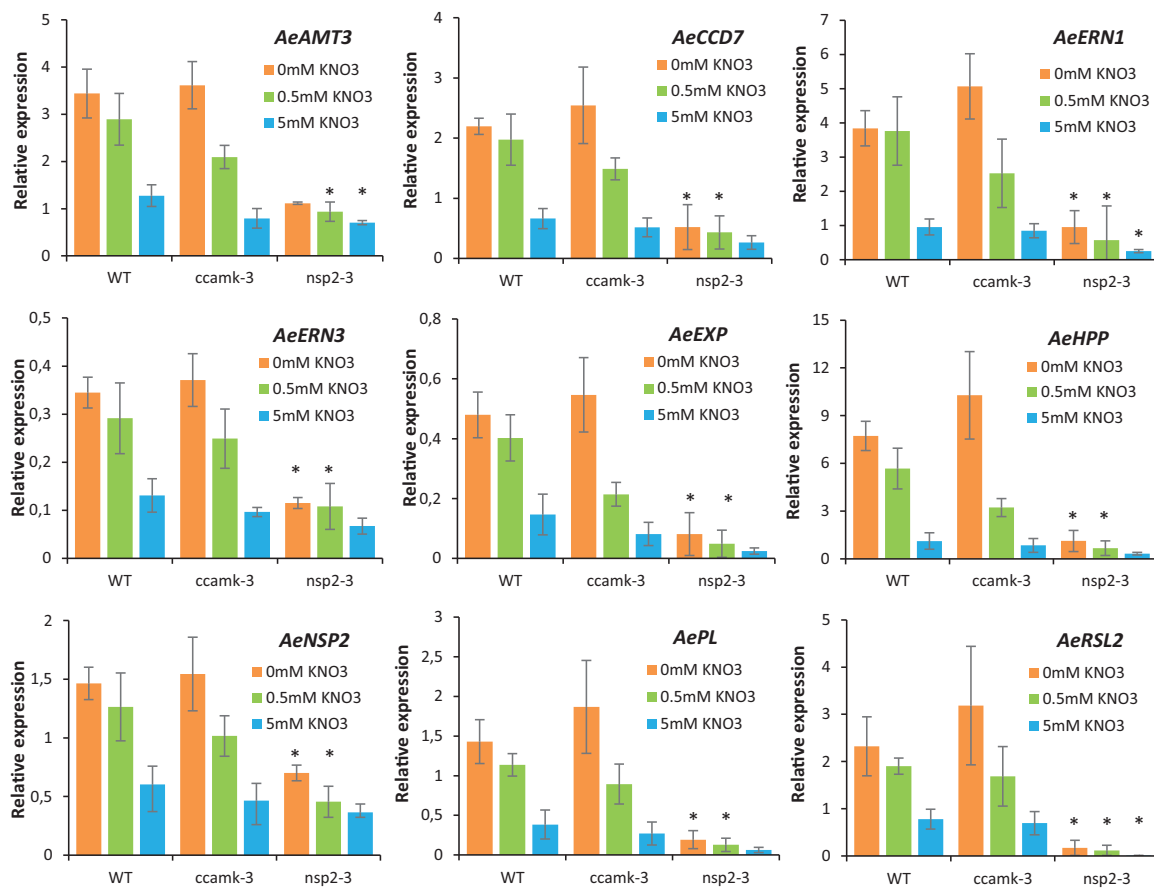 AeAMT3
Relative expression
5
4
3
2
1
0
0mM KNO3
0.5mM KNO3
5mM KNO3
*
*
WT
ccamk-3
nsp2-3
AeCCD7
Relative expression
4
3
2
1
0
0mM KNO3
0.5mM KNO3
5mM KNO3
*
*
WT
ccamk-3
nsp2-3
AeERN1
Relative expression
7
6
5
4
3
2
1
0
0mM KNO3
0.5mM KNO3
5mM KNO3
*
*
*
WT
ccamk-3
nsp2-3
AeERN3
Relative expression
0,5
0,4
0,3
0,2
0,1
0
0mM KNO3
0.5mM KNO3
5mM KNO3
*
*
WT
ccamk-3
nsp2-3
AeEXP
Relative expression
0,8
0,6
0,4
0,2
0
0mM KNO3
0.5mM KNO3
5mM KNO3
*
*
WT
ccamk-3
nsp2-3
AeHPP
Relative expression
15
12
9
6
3
0
0mM KNO3
0.5mM KNO3
5mM KNO3
*
*
WT
ccamk-3
nsp2-3
AeNSP2
Relative expression
2
1,5
1
0,5
0
0mM KNO3
0.5mM KNO3
5mM KNO3
*
*
WT
ccamk-3
nsp2-3
AePL
Relative expression
3
2,5
2
1,5
1
0,5
0
0mM KNO3
0.5mM KNO3
5mM KNO3
*
*
WT
ccamk-3
nsp2-3
AeRSL2
Relative expression
5
4
3
2
1
0
0mM KNO3
0.5mM KNO3
5mM KNO3
*
*
*
WT
ccamk-3
nsp2-3